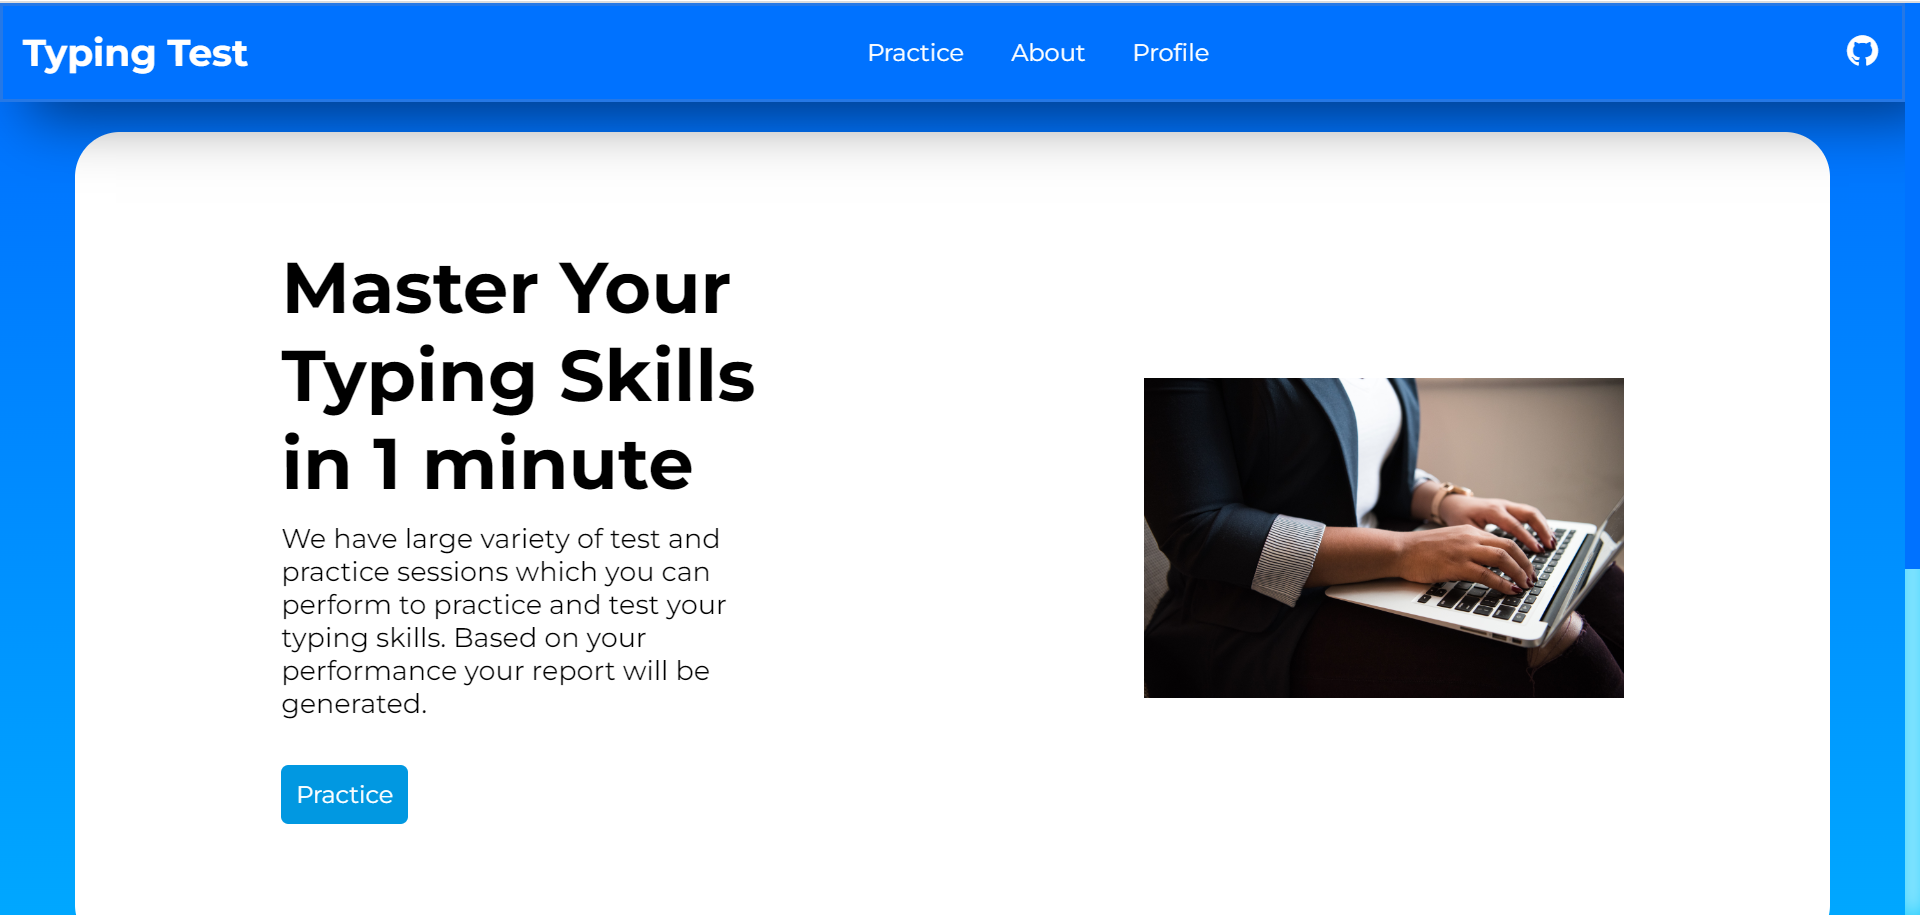 Typing Test
Practice
About
Profile
Master Your
Typing Skills
in 1 minute
We have large variety of test and
practice sessions which you can
perform to practice and test your
typing skills. Based on your
performance your report will be
generated.
Practice